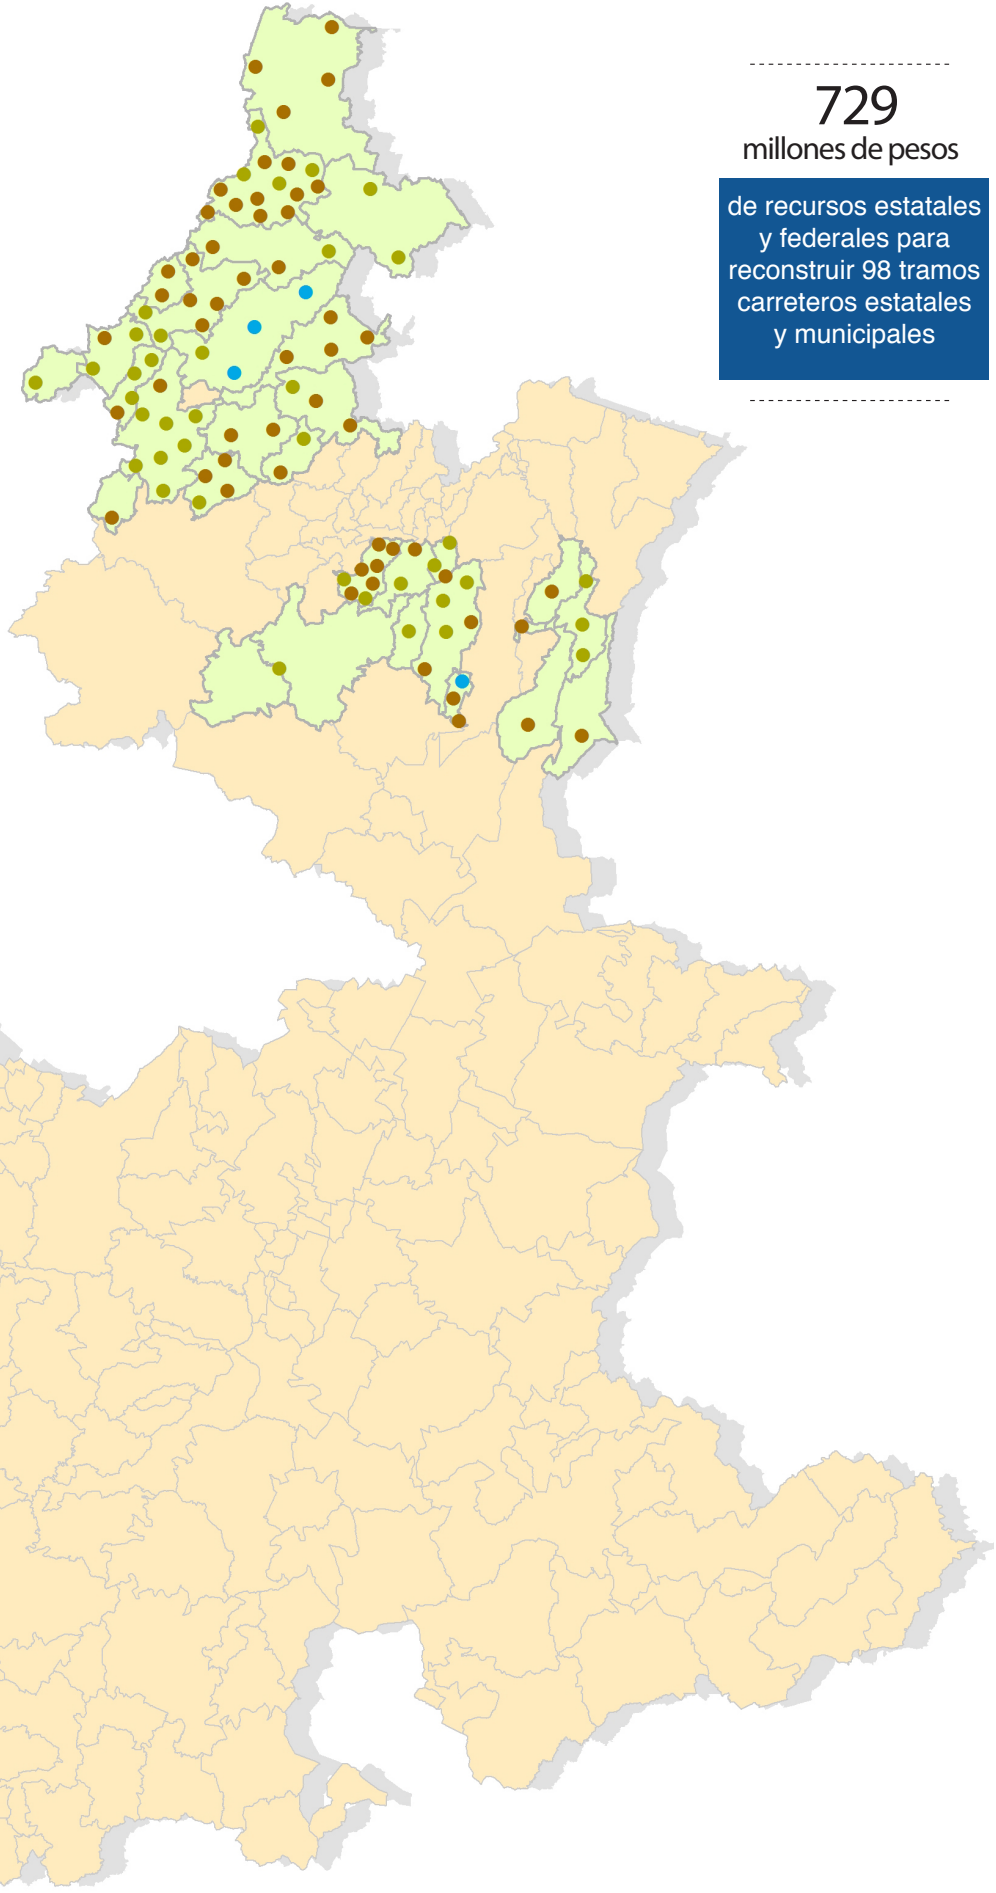 729
millones de pesos
de recursos estatales
y federales para
reconstruir 98 tramos
carreteros estatales
y municipales